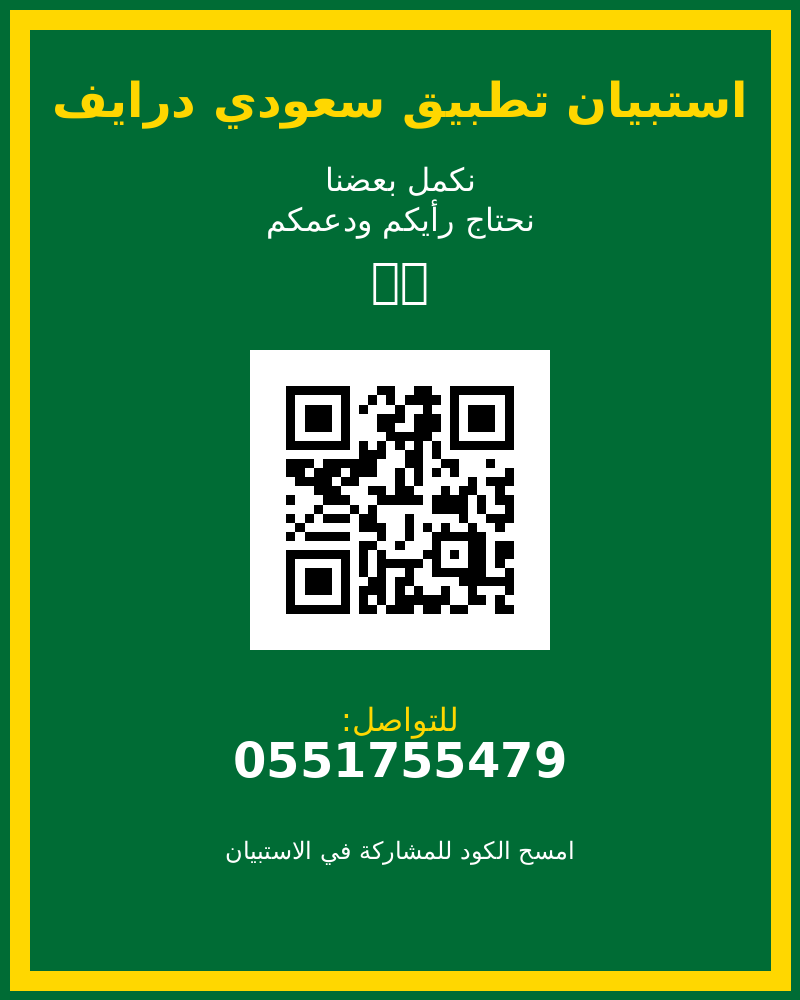 استبيان تطبيق سعودي درايف
نكمل بعضنا
نحتاج رأيكم ودعمكم
للتواصل:
0551755479
امسح الكود للمشاركة في الاستبيان